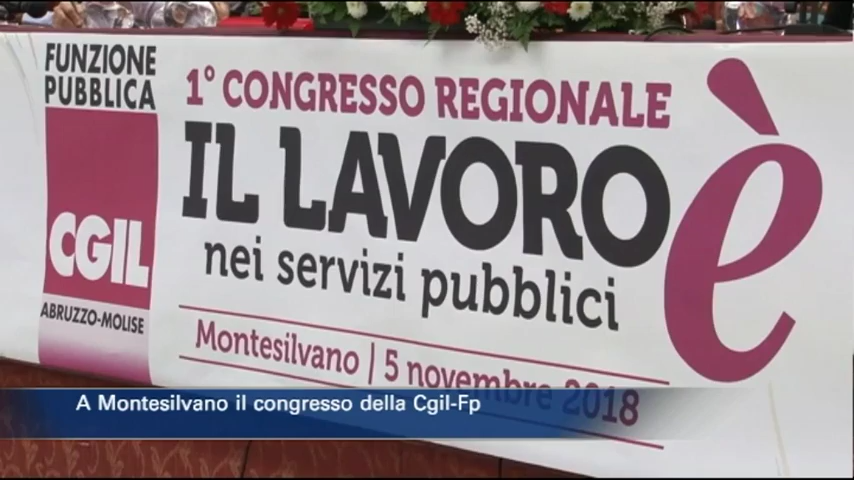 FUNZIONE
PUBBLICA
CGIL
ABRUZZO-MOLISE
1° CONGRESSO REGIONALE
IL LAVORO è
nei servizi pubblici
Montesilvano | 5 novembre 2018
A Montesilvano il congresso della Cgil-Fp